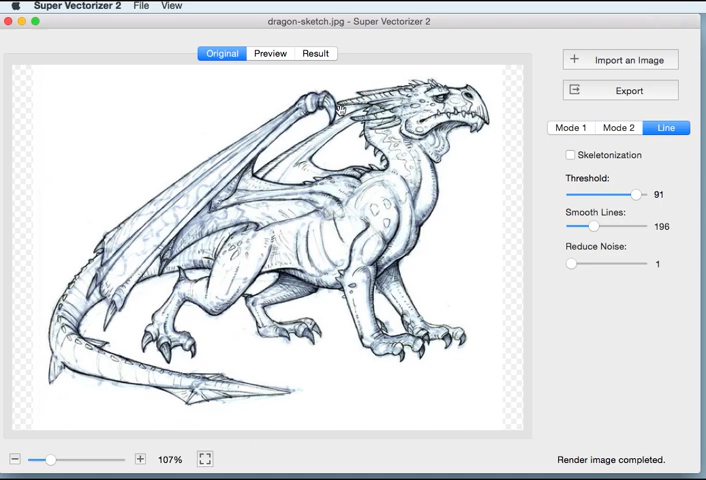 Super Vectorizer 2 File View
dragon-sketch.jpg - Super Vectorizer 2
Original Preview Result
Import an Image
Export
Mode 1 Mode 2 Line
Skeletonization
Threshold:
91
Smooth Lines:
196
Reduce Noise:
1
107%
Render image completed.